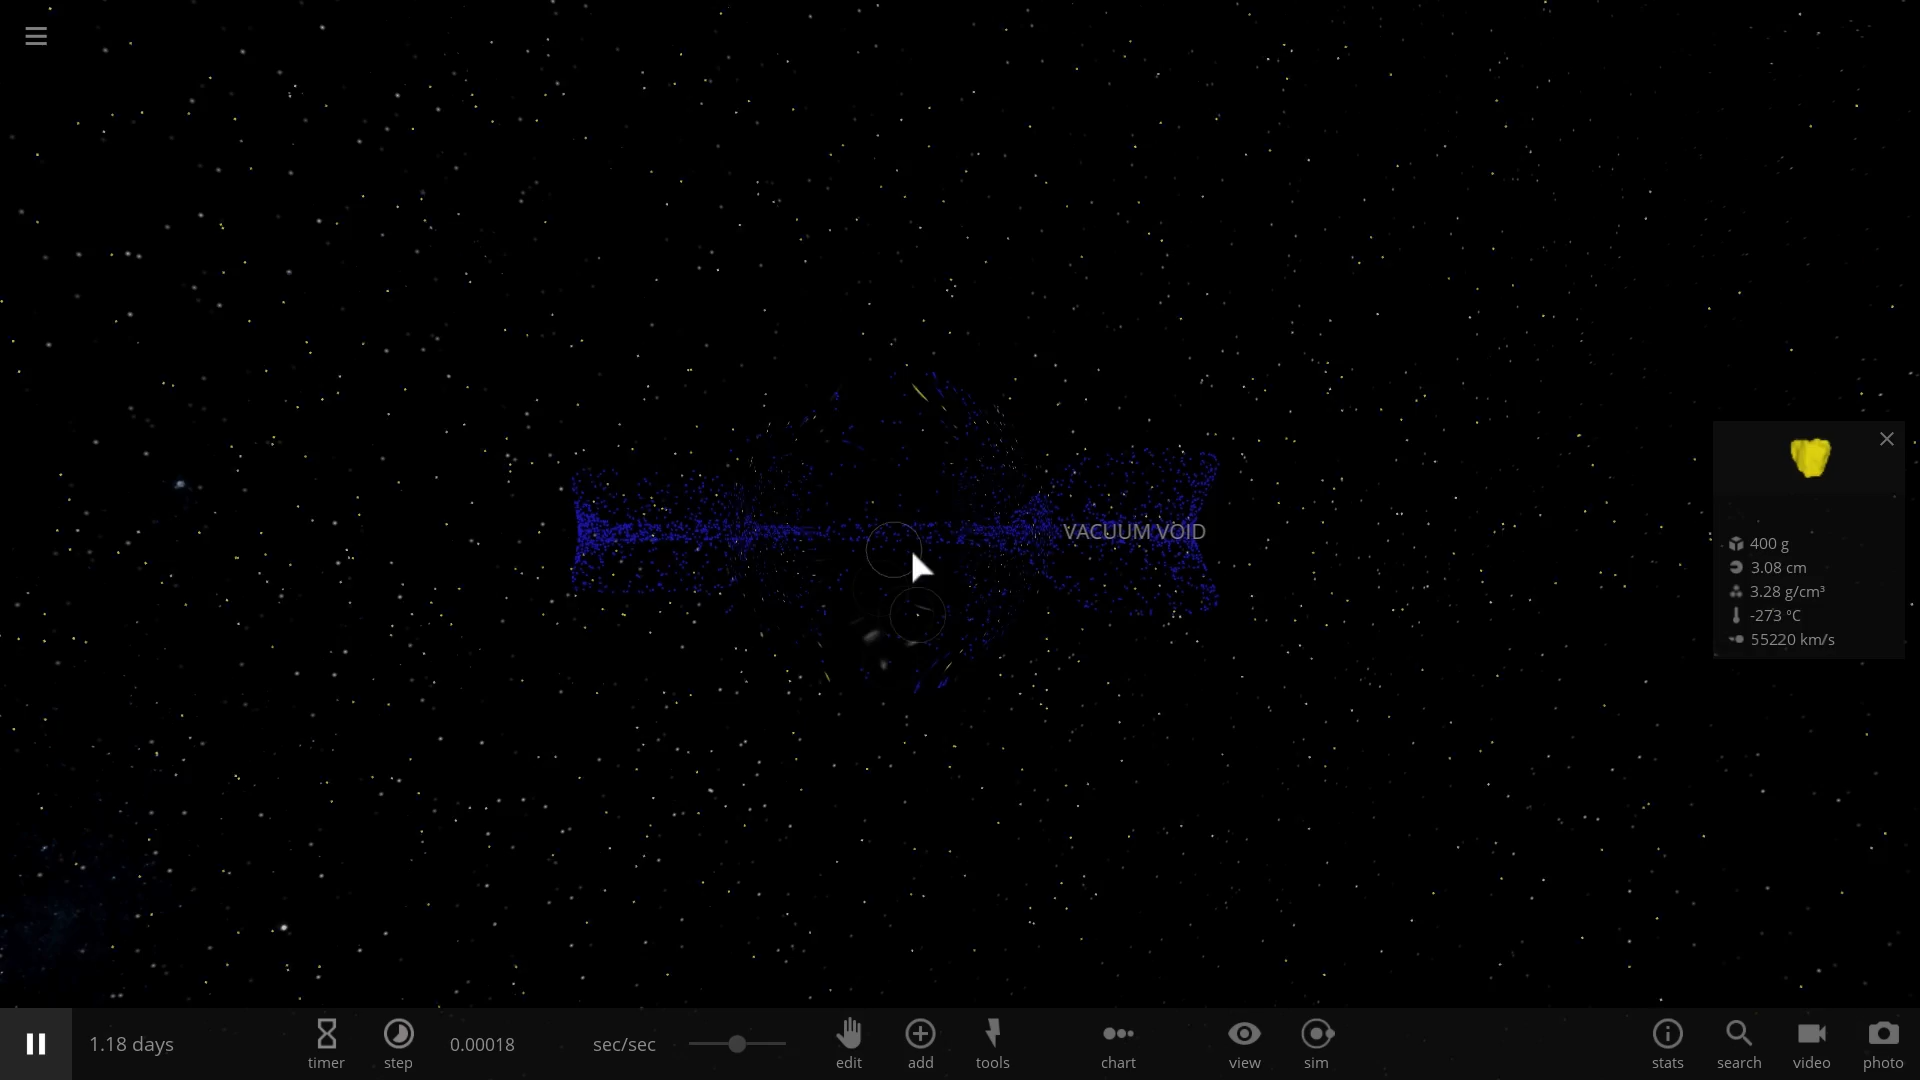 VACUUM VOID
400 g
3.08 cm
3.28 g/cm³
-273 °C
55220 km/s
1.18 days
timer
step
0.00018 sec/sec
edit
add
tools
chart
view
sim
stats
search
video
photo